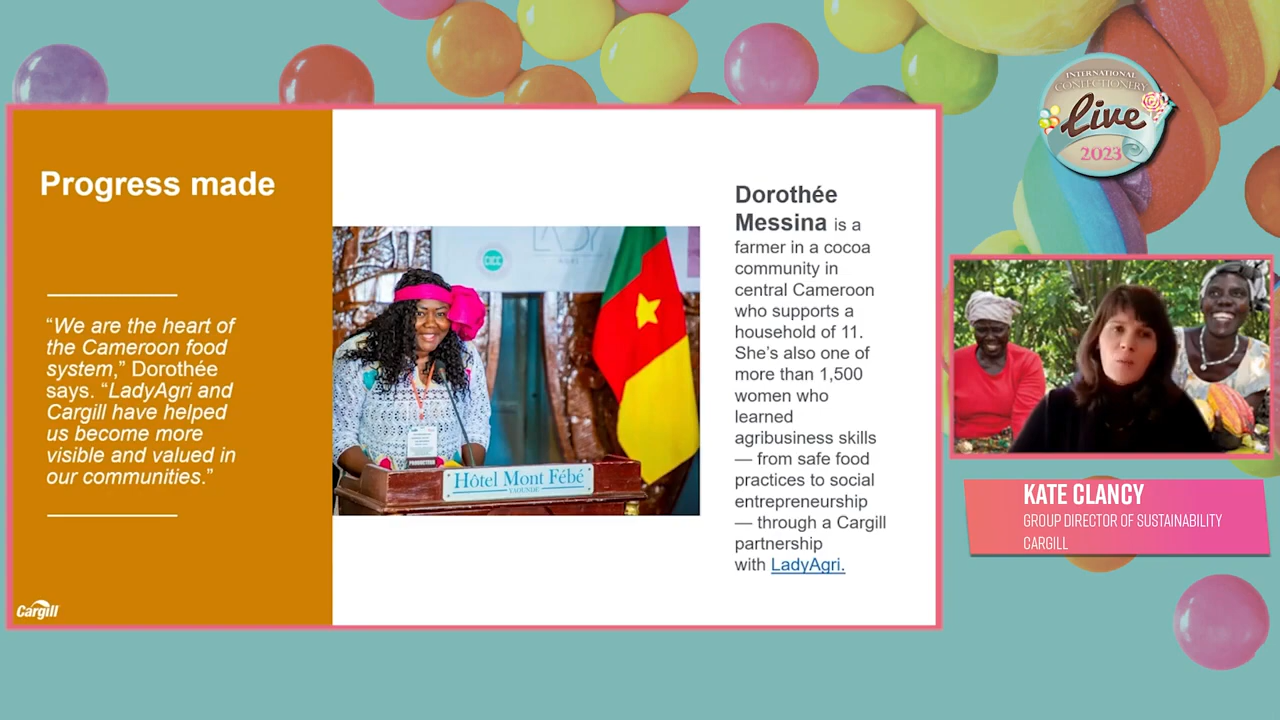 Progress made
“We are the heart of
the Cameroon food
system,” Dorothée
says. “LadyAgri and
Cargill have helped
us become more
visible and valued in
our communities.”
Cargill
LADY
CICC
PRODUCTEUR
Hôtel Mont Fébé
YAOUNDE
Dorothée
Messina is a
farmer in a cocoa
community in
central Cameroon
who supports a
household of 11.
She’s also one of
more than 1,500
women who
learned
agribusiness skills
— from safe food
practices to social
entrepreneurship
— through a Cargill
partnership
with LadyAgri.
INTERNATIONAL
CONFECTIONERY
Live
2023
KATE CLANCY
GROUP DIRECTOR OF SUSTAINABILITY
CARGILL